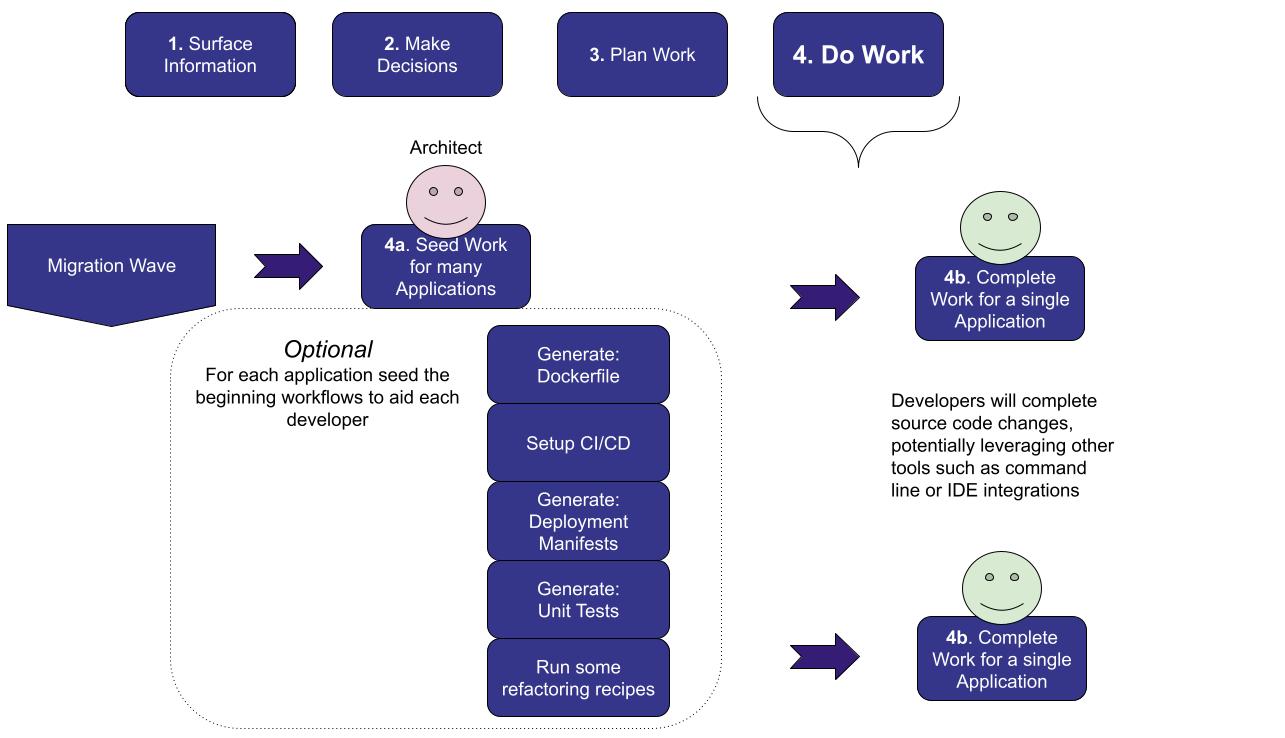 1. Surface
Information
2. Make
Decisions
3. Plan Work
4. Do Work
Architect
Migration Wave
4a. Seed Work
for many
Applications
4b. Complete
Work for a single
Application
Optional
For each application seed the
beginning workflows to aid each
developer
Generate:
Dockerfile
Setup CI/CD
Generate:
Deployment
Manifests
Generate:
Unit Tests
Run some
refactoring recipes
Developers will complete
source code changes,
potentially leveraging other
tools such as command
line or IDE integrations
4b. Complete
Work for a single
Application